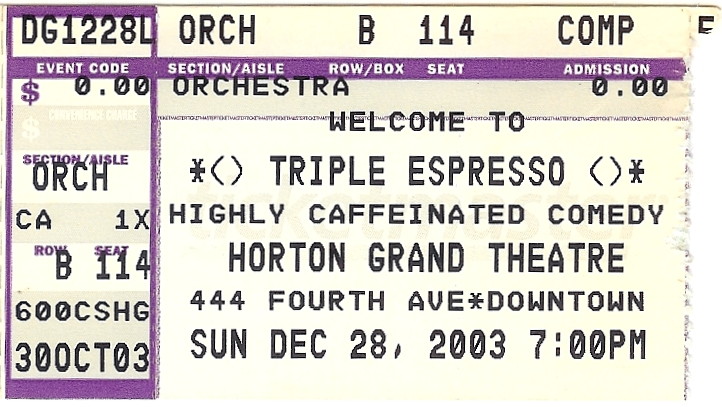 DG1228L ORCH B 114 COMP E
EVENT CODE SECTION/AISLE ROW/BOX SEAT ADMISSION
$ 0.00 ORCHESTRA 0.00
$ CONVENIENCE CHARGE
WELCOME TO
SECTION/AISLE
ORCH *<> TRIPLE ESPRESSO <>*
CA 1X HIGHLY CAFFEINATED COMEDY
ticketmaster
ROW SEAT
B 114 HORTON GRAND THEATRE
600CSHG 444 FOURTH AVE*DOWNTOWN
30OCT03 SUN DEC 28, 2003 7:00PM